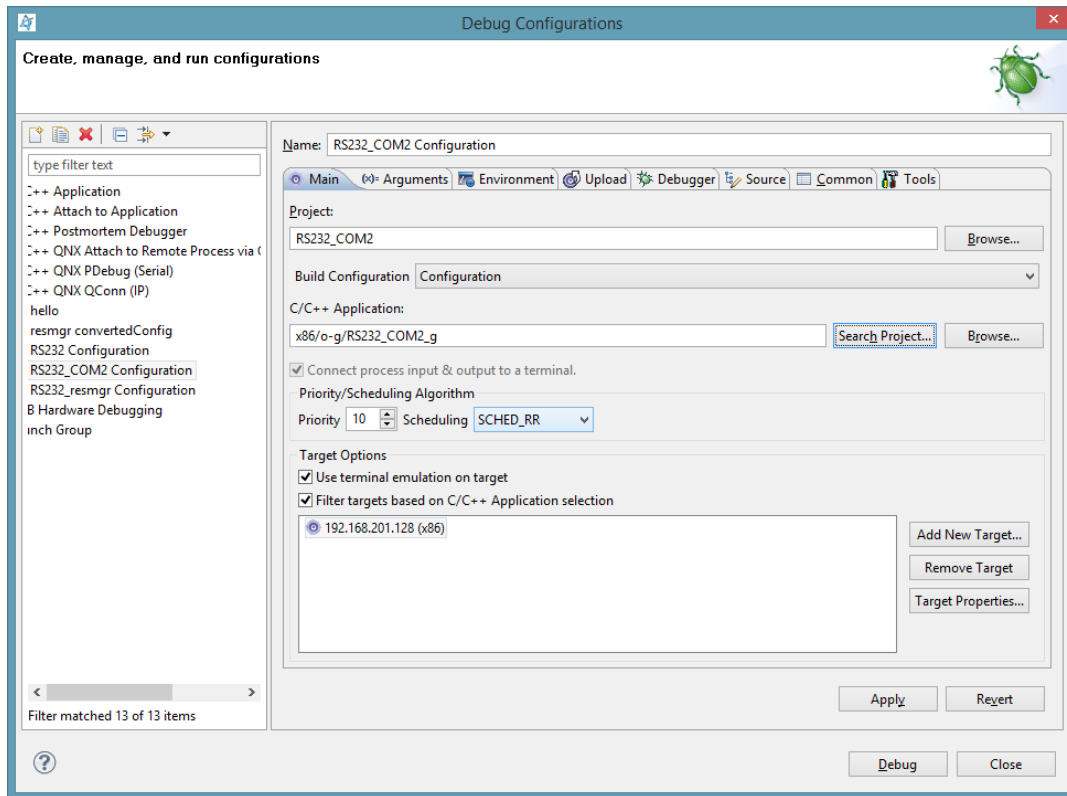 Debug Configurations
Create, manage, and run configurations
type filter text
C++ Application
C++ Attach to Application
C++ Postmortem Debugger
C++ QNX Attach to Remote Process via (
C++ QNX PDebug (Serial)
C++ QNX QConn (IP)
hello
resmgr convertedConfig
RS232 Configuration
RS232_COM2 Configuration
RS232_resmgr Configuration
B Hardware Debugging
unch Group
Filter matched 13 of 13 items
Name: RS232_COM2 Configuration
Main (x)= Arguments Environment Upload Debugger Source Common Tools
Project:
RS232_COM2 Browse...
Build Configuration Configuration
C/C++ Application:
x86/o-g/RS232_COM2_g Search Project... Browse...
Connect process input & output to a terminal.
Priority/Scheduling Algorithm
Priority 10 Scheduling SCHED_RR
Target Options
Use terminal emulation on target
Filter targets based on C/C++ Application selection
192.168.201.128 (x86)
Add New Target...
Remove Target
Target Properties...
Apply Revert
? Debug Close